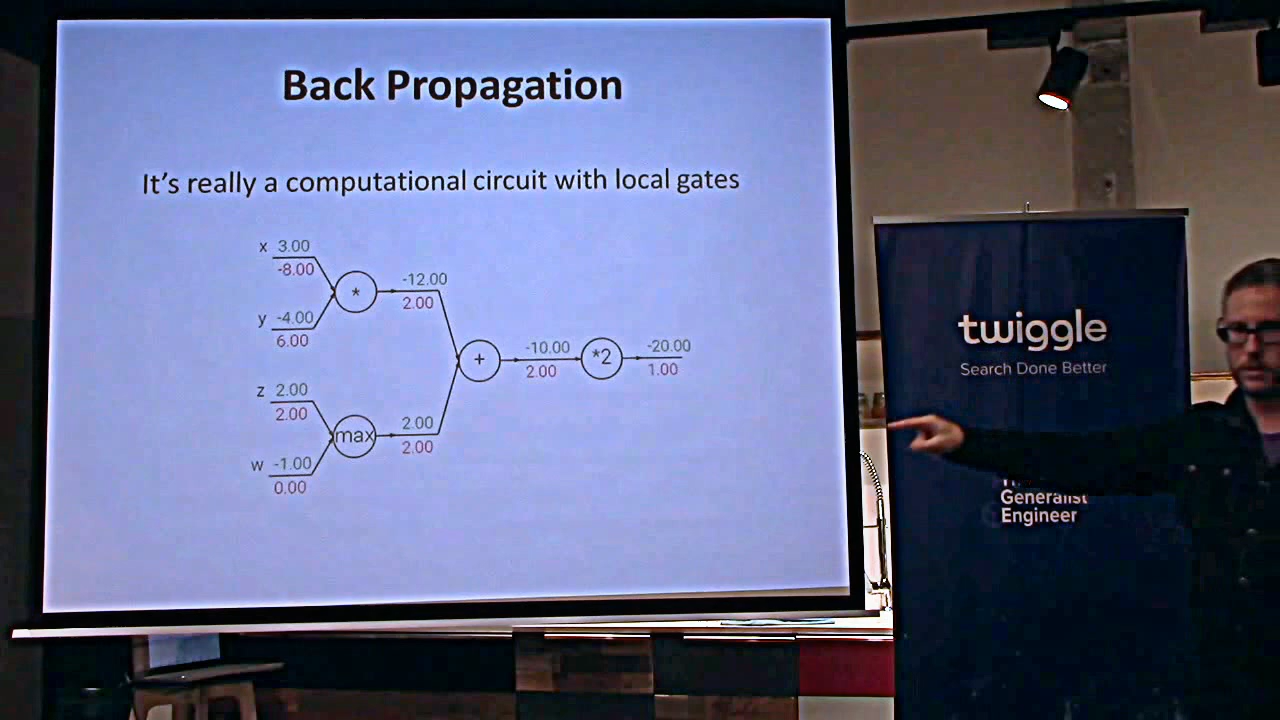 Back Propagation
It's really a computational circuit with local gates
x 3.00
-8.00
*
-12.00
2.00
y -4.00
6.00
+
-10.00
2.00
*2
-20.00
1.00
z 2.00
2.00
max
2.00
2.00
w -1.00
0.00
twiggle
Search Done Better
Generalist
Engineer